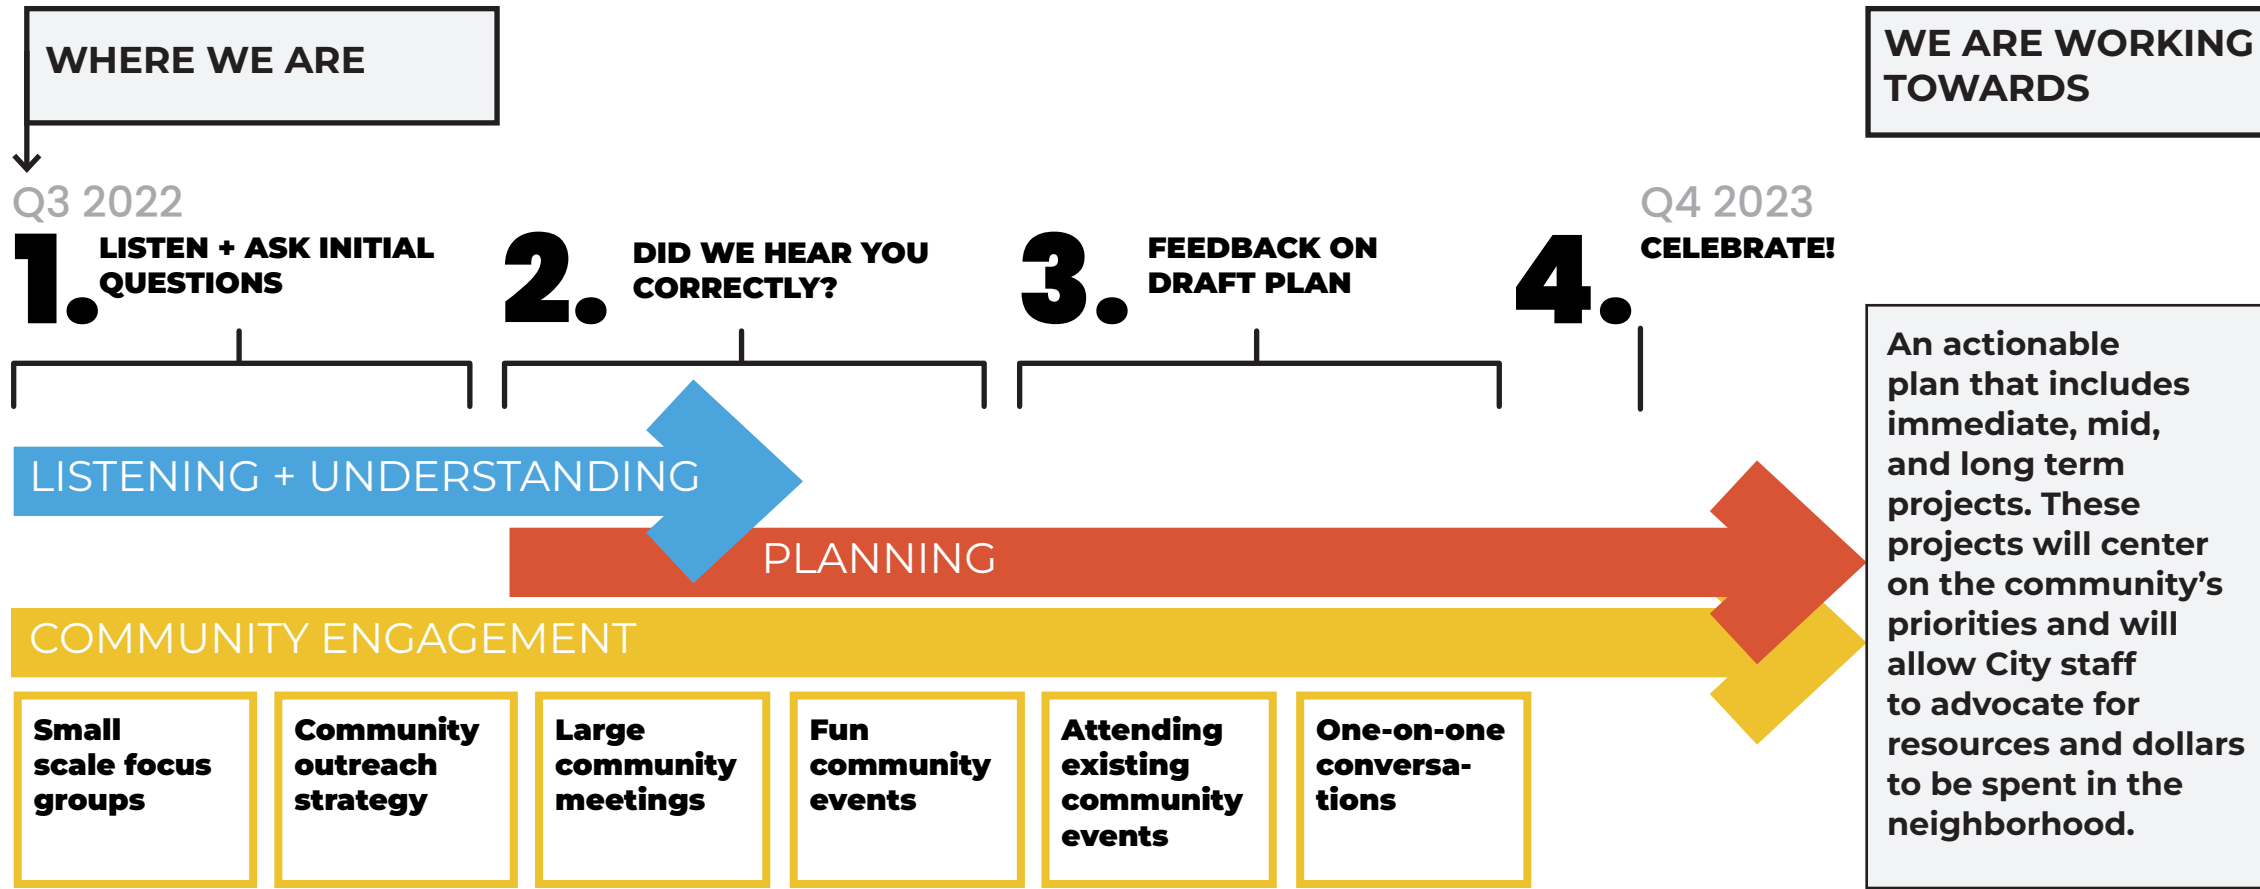 WHERE WE ARE
WE ARE WORKING
TOWARDS
Q3 2022
Q4 2023
1.
LISTEN + ASK INITIAL
QUESTIONS
2.
DID WE HEAR YOU
CORRECTLY?
3.
FEEDBACK ON
DRAFT PLAN
4.
CELEBRATE!
LISTENING + UNDERSTANDING
PLANNING
COMMUNITY ENGAGEMENT
Small
scale focus
groups
Community
outreach
strategy
Large
community
meetings
Fun
community
events
Attending
existing
community
events
One-on-one
conversa-
tions
An actionable
plan that includes
immediate, mid,
and long term
projects. These
projects will center
on the community’s
priorities and will
allow City staff
to advocate for
resources and dollars
to be spent in the
neighborhood.